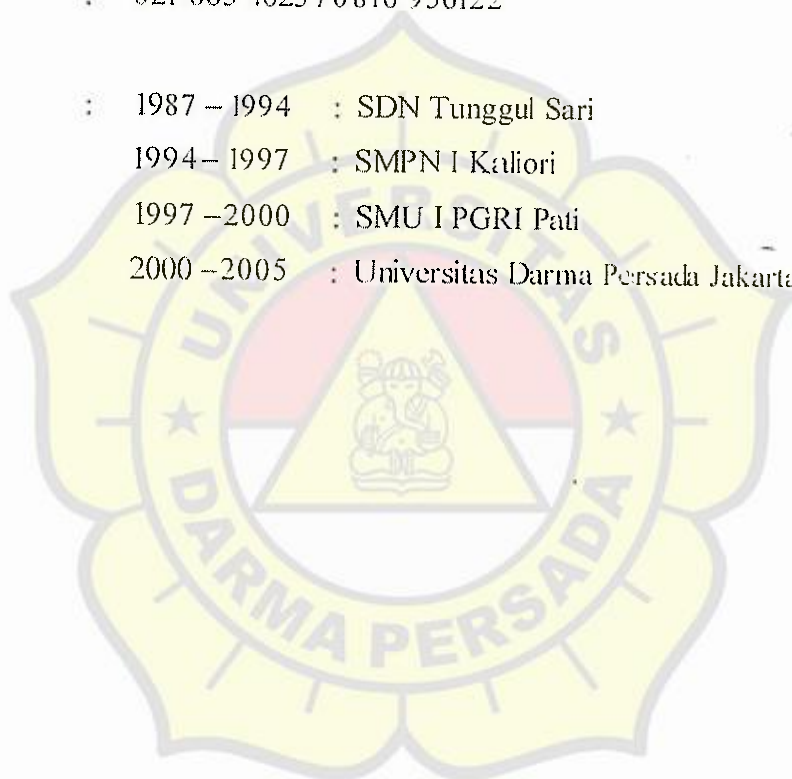 :
: 1987 – 1994 : SDN Tunggul Sari
1994 – 1997 : SMPN I Kaliori
1997 – 2000 : SMU I PGRI Pati
2000 – 2005 : Universitas Darma Persada Jakarta
UNIVERSITAS
DARMA PERSADA